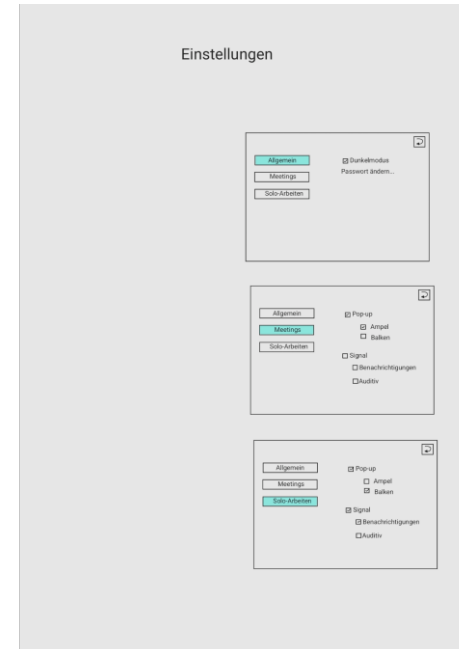 Einstellungen
Allgemein
Dunkelmodus
Meetings
Passwort ändern...
Solo-Arbeiten
Allgemein
Pop-up
Meetings
Ampel
Balken
Solo-Arbeiten
Signal
Benachrichtigungen
Auditiv
Allgemein
Pop-up
Meetings
Ampel
Balken
Solo-Arbeiten
Signal
Benachrichtigungen
Auditiv